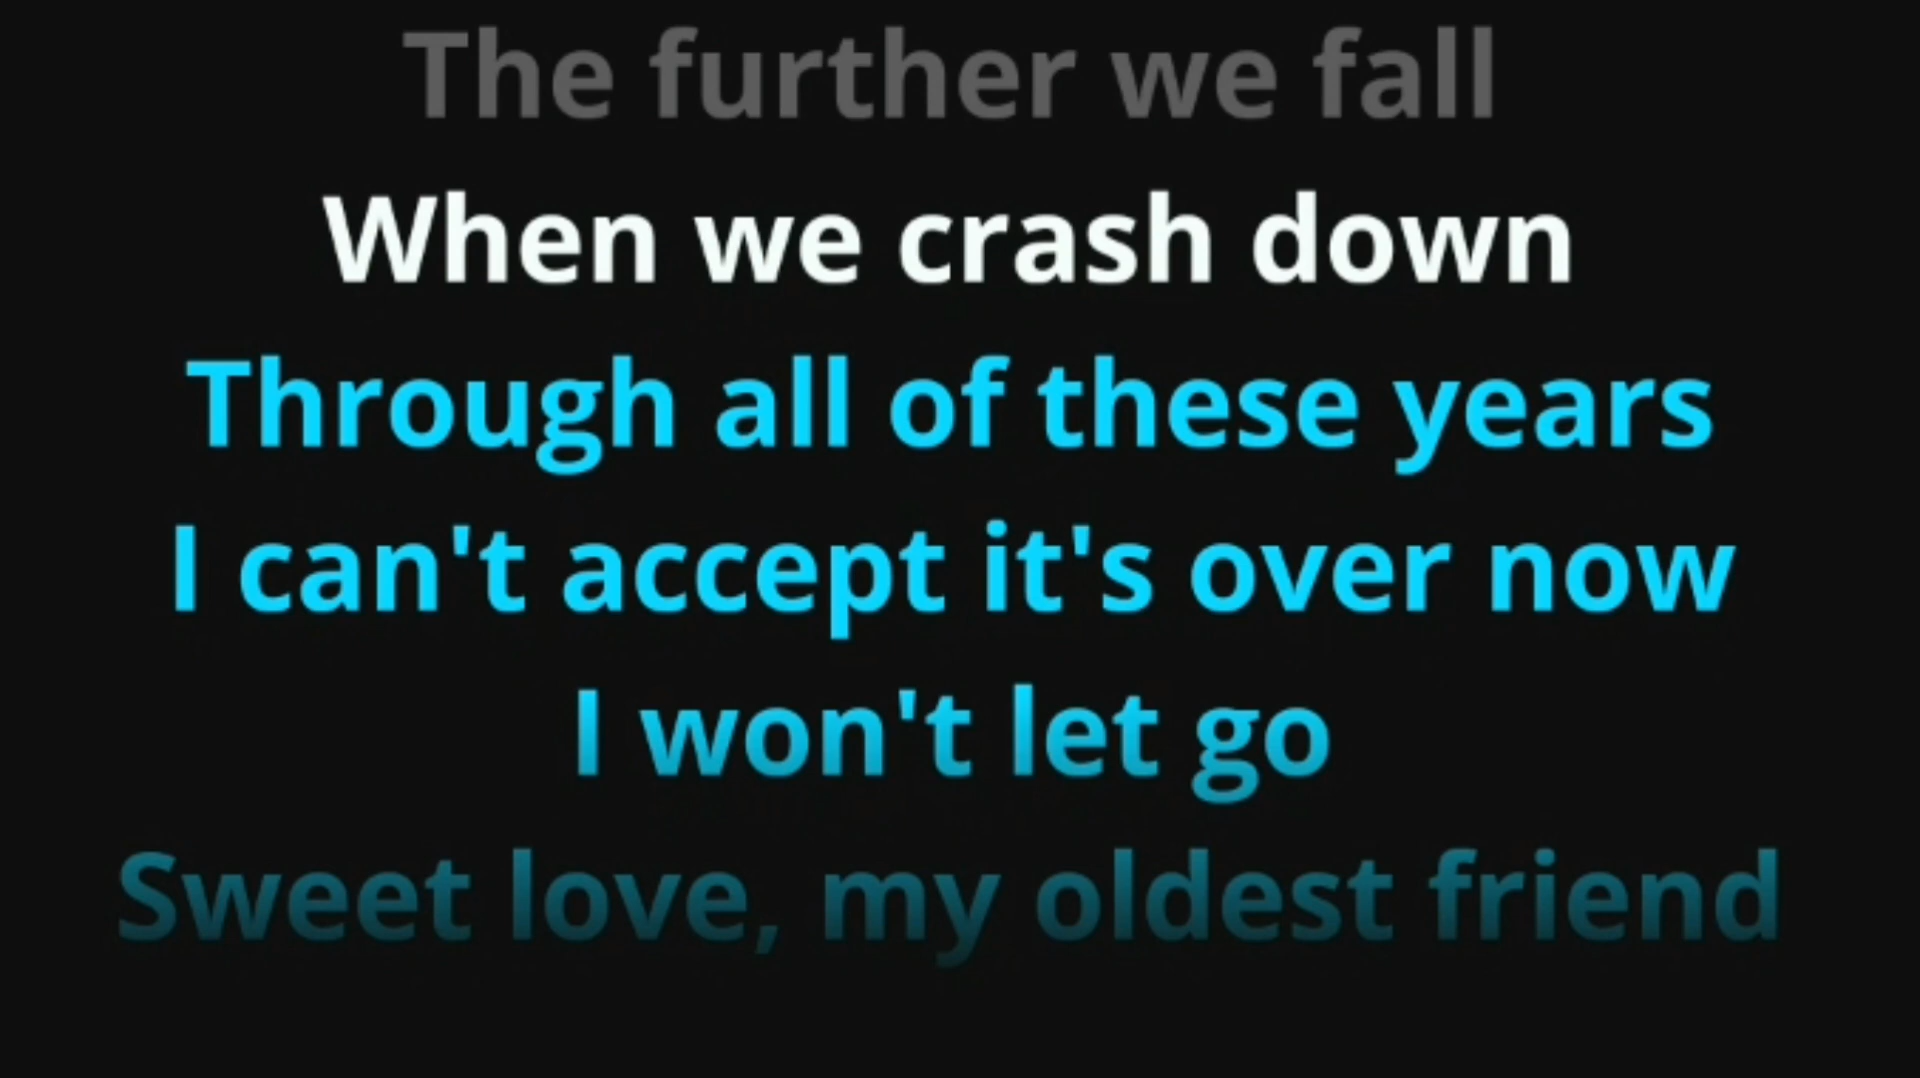 The further we fall
When we crash down
Through all of these years
I can't accept it's over now
I won't let go
Sweet love, my oldest friend